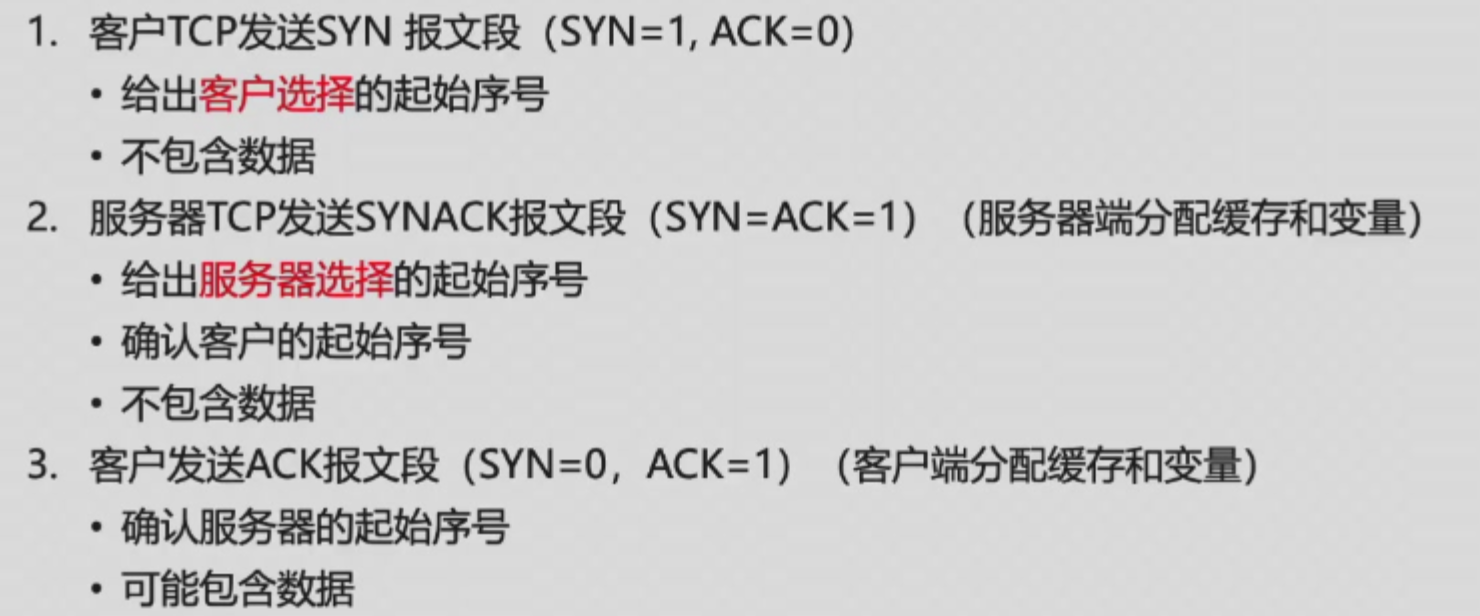 1. 客户TCP发送SYN 报文段（SYN=1, ACK=0）
• 给出客户选择的起始序号
• 不包含数据
2. 服务器TCP发送SYNACK报文段（SYN=ACK=1）（服务器端分配缓存和变量）
• 给出服务器选择的起始序号
• 确认客户的起始序号
• 不包含数据
3. 客户发送ACK报文段（SYN=0，ACK=1）（客户端分配缓存和变量）
• 确认服务器的起始序号
• 可能包含数据